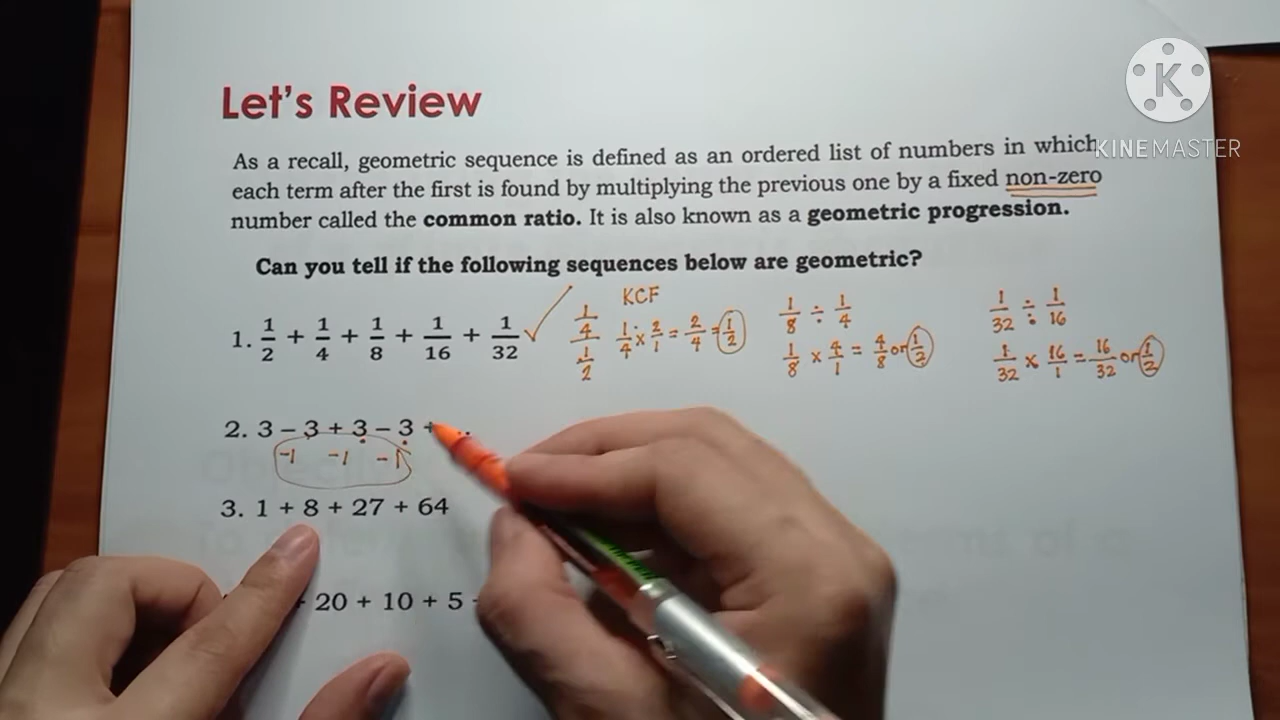 Let's Review
K
KINEMASTER
As a recall, geometric sequence is defined as an ordered list of numbers in which
each term after the first is found by multiplying the previous one by a fixed non-zero
number called the common ratio. It is also known as a geometric progression.
Can you tell if the following sequences below are geometric?
1. 1/2 + 1/4 + 1/8 + 1/16 + 1/32 ✓
1/4 / 1/2
KCF
1/4 × 2/1 = 2/4 = 1/2
1/8 ÷ 1/4
1/8 × 4/1 = 4/8 or 1/2
1/32 ÷ 1/16
1/32 × 16/1 = 16/32 or 1/2
2. 3 – 3 + 3 – 3 +
-1 -1 -1
3. 1 + 8 + 27 + 64
20 + 10 + 5